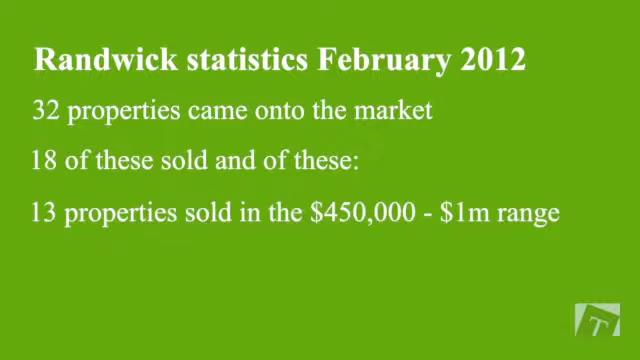 Randwick statistics February 2012
32 properties came onto the market
18 of these sold and of these:
13 properties sold in the $450,000 - $1m range
T